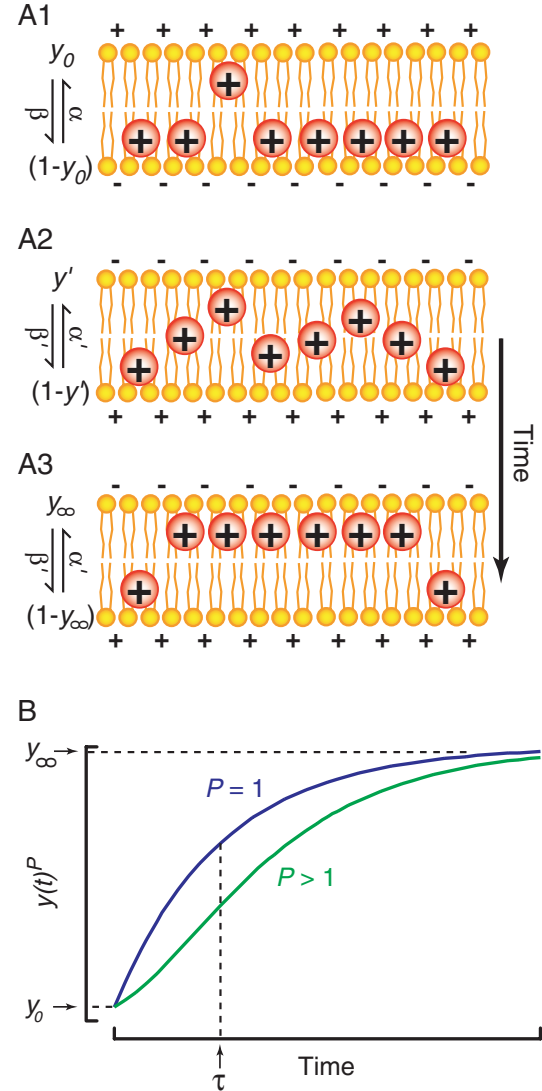 A1
+ + + + + + + + +
y₀
β α
+
+ + + + + + +
(1-y₀)
- - - - - - - - -
A2
- - - - - - - - -
y'
β' α'
+ + + + + + + +
(1-y')
+ + + + + + + + +
Time
A3
- - - - - - - - -
y∞
β' α'
+ + + + + +
+ +
(1-y∞)
+ + + + + + + + +
B
y∞ →
P = 1
P > 1
y(t)ᴾ
y₀ →
τ
Time